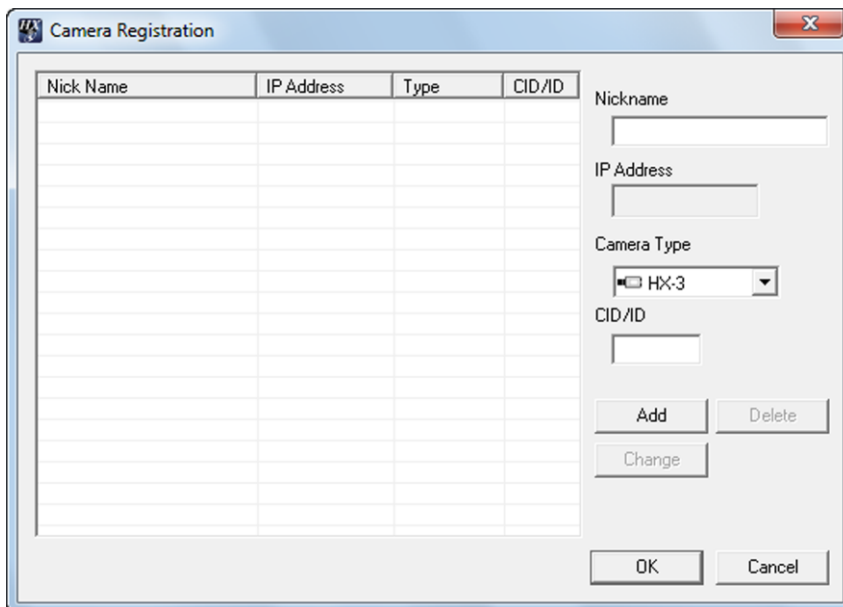 Camera Registration
Nick Name IP Address Type CID/ID
Nickname
IP Address
Camera Type
HX-3
CID/ID
Add Delete
Change
OK Cancel